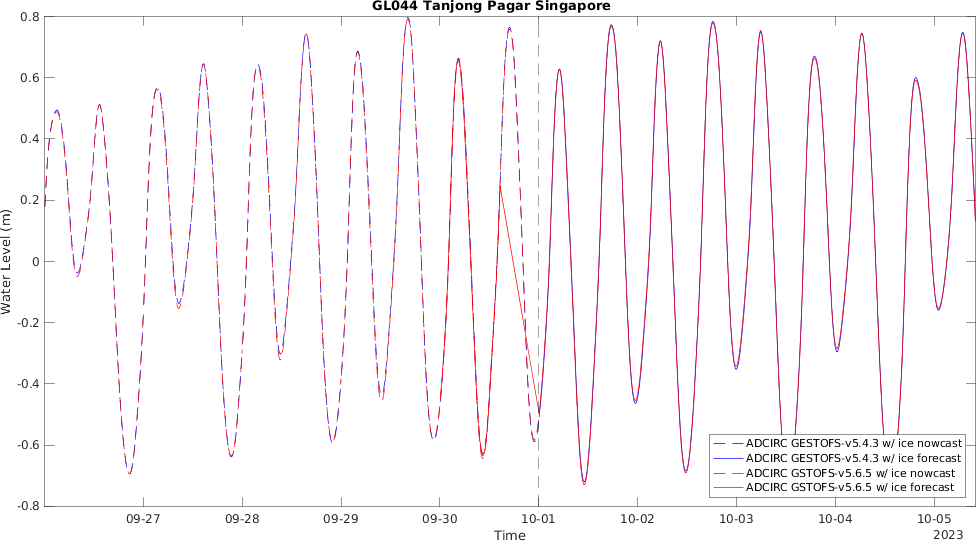 GL044 Tanjong Pagar Singapore
0.8
0.6
0.4
0.2
0
-0.2
-0.4
-0.6
-0.8
Water Level (m)
ADCIRC GESTOFS-v5.4.3 w/ ice nowcast
ADCIRC GESTOFS-v5.4.3 w/ ice forecast
ADCIRC GSTOFS-v5.6.5 w/ ice nowcast
ADCIRC GSTOFS-v5.6.5 w/ ice forecast
09-27 09-28 09-29 09-30 10-01 10-02 10-03 10-04 10-05
Time
2023